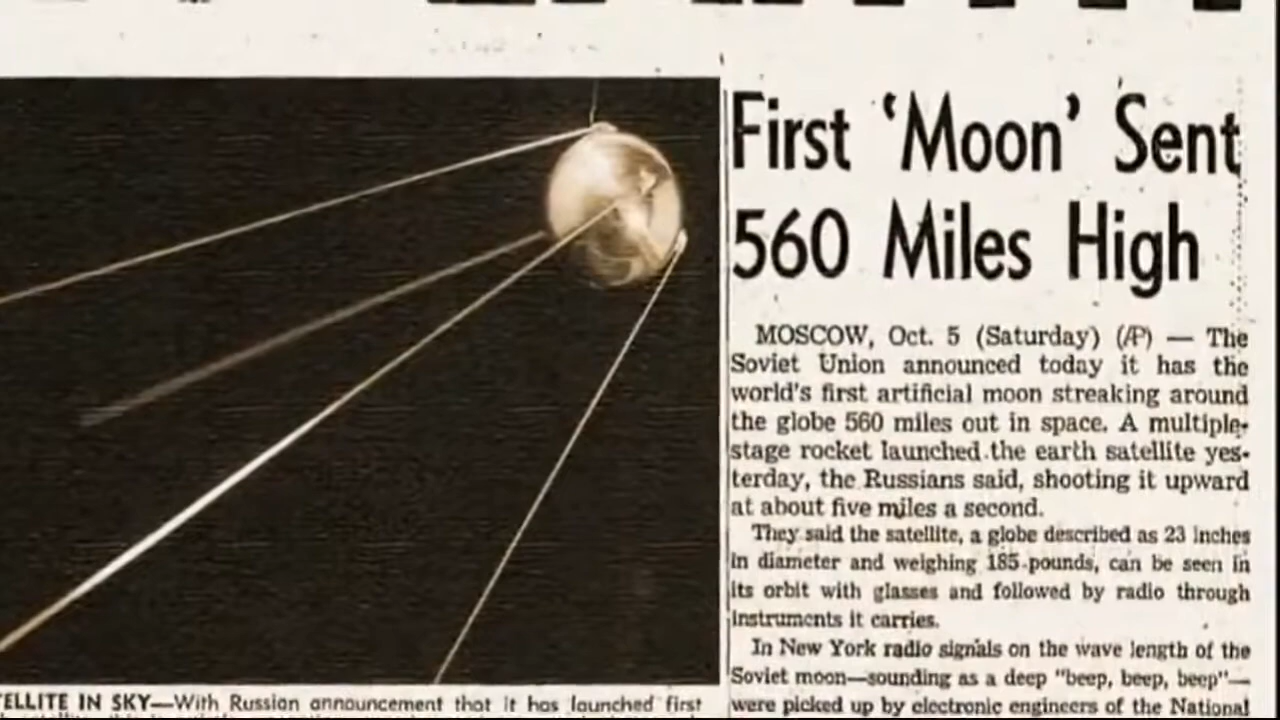 First 'Moon' Sent
560 Miles High
MOSCOW, Oct. 5 (Saturday) (AP) — The
Soviet Union announced today it has the
world's first artificial moon streaking around
the globe 560 miles out in space. A multiple-
stage rocket launched the earth satellite yes-
terday, the Russians said, shooting it upward
at about five miles a second.
They said the satellite, a globe described as 23 inches
in diameter and weighing 185 pounds, can be seen in
its orbit with glasses and followed by radio through
instruments it carries.
In New York radio signals on the wave length of the
Soviet moon—sounding as a deep "beep, beep, beep"—
were picked up by electronic engineers of the National
TELLITE IN SKY—With Russian announcement that it has launched first